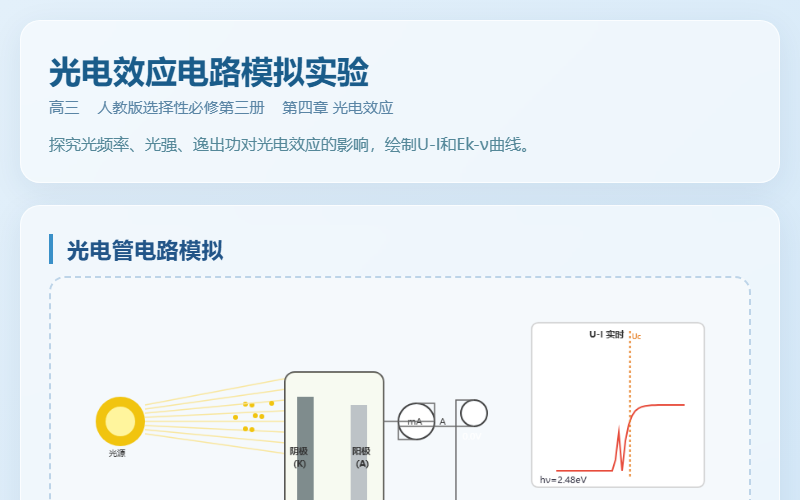 光电效应电路模拟实验
高三 人教版选择性必修第三册 第四章 光电效应
探究光频率、光强、逸出功对光电效应的影响，绘制U-I和Ek-ν曲线。
光电管电路模拟
U-I 实时
Uc
mA
A
光源
阴极
(K)
阳极
(A)
hν=2.48eV